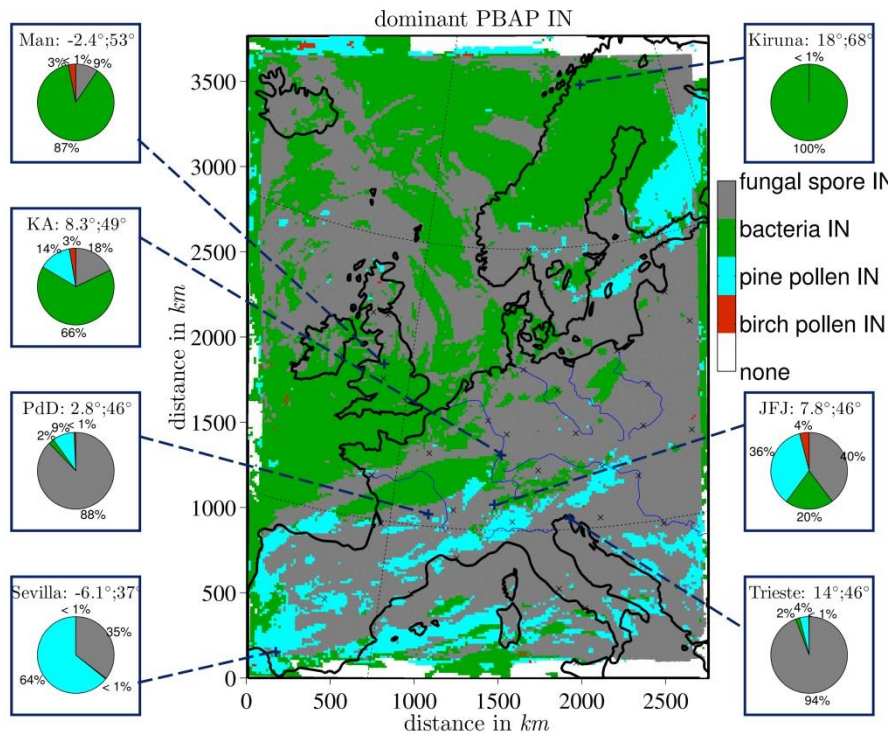 dominant PBAP IN
Man: -2.4°;53°
3%
< 1%
9%
87%
KA: 8.3°;49°
3%
14%
18%
66%
PdD: 2.8°;46°
9%
< 1%
2%
88%
Sevilla: -6.1°;37°
< 1%
35%
64%
< 1%
distance in km
3500
3000
2500
2000
1500
1000
500
0
0
500
1000
1500
2000
2500
distance in km
Kiruna: 18°;68°
< 1%
100%
fungal spore IN
bacteria IN
pine pollen IN
birch pollen IN
none
JFJ: 7.8°;46°
4%
36%
40%
20%
Trieste: 14°;46°
4%
2%
< 1%
94%